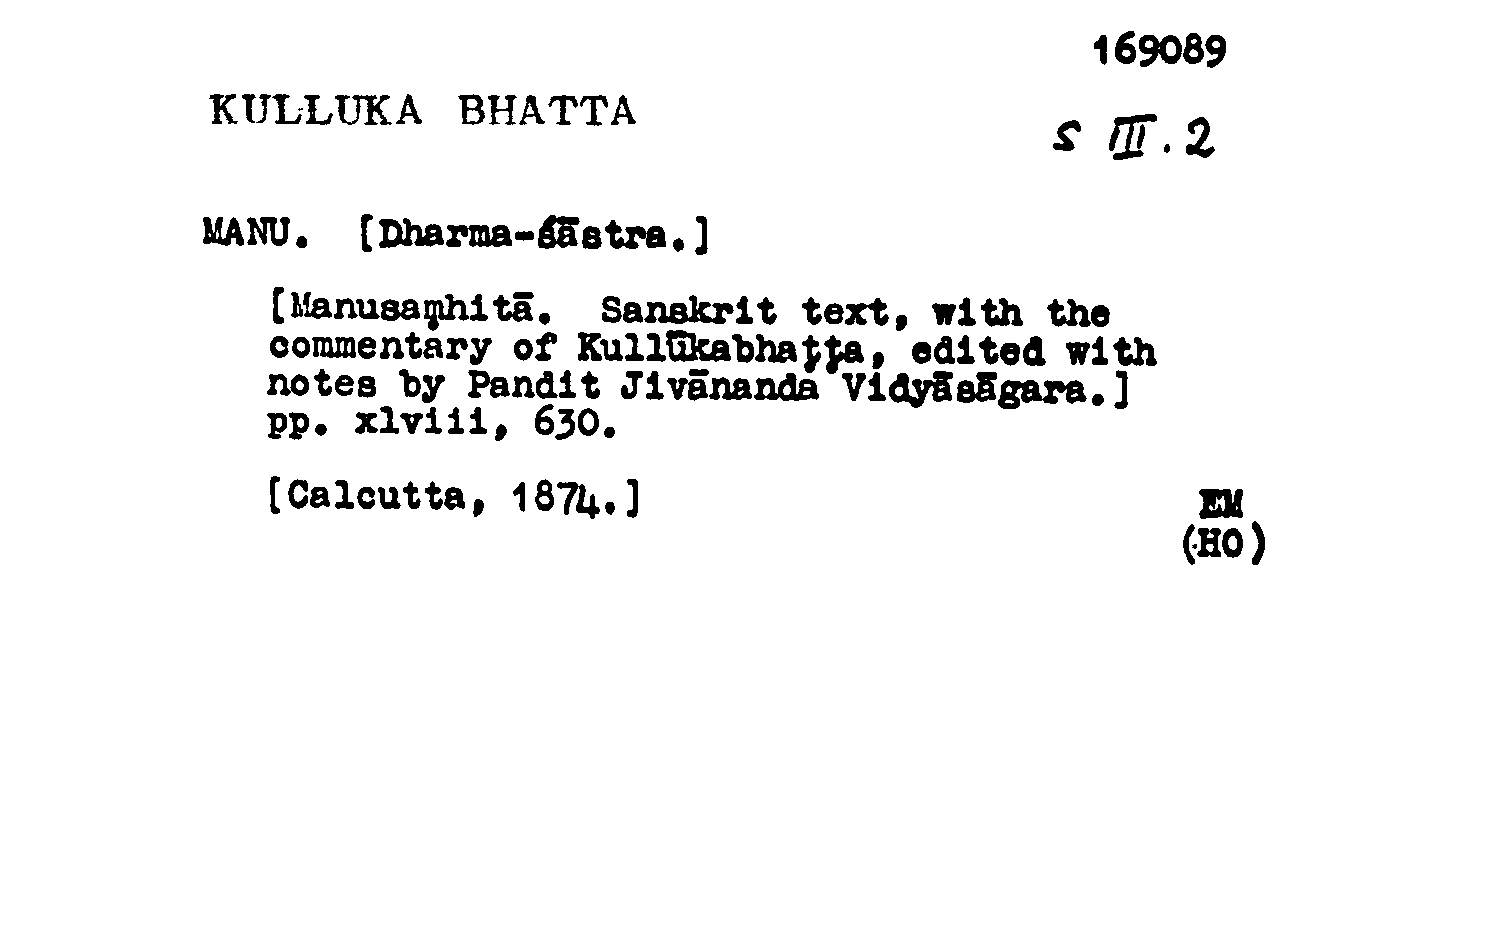 169089
KULLUKA BHATTA
S III.2
MANU. [Dharma-śāstra.]
[Manusaṃhitā. Sanskrit text, with the
commentary of Kullūkabhaṭṭa, edited with
notes by Pandit Jivānanda Vidyāsāgara.]
pp. xlviii, 630.
[Calcutta, 1874.]
EM
(HO)